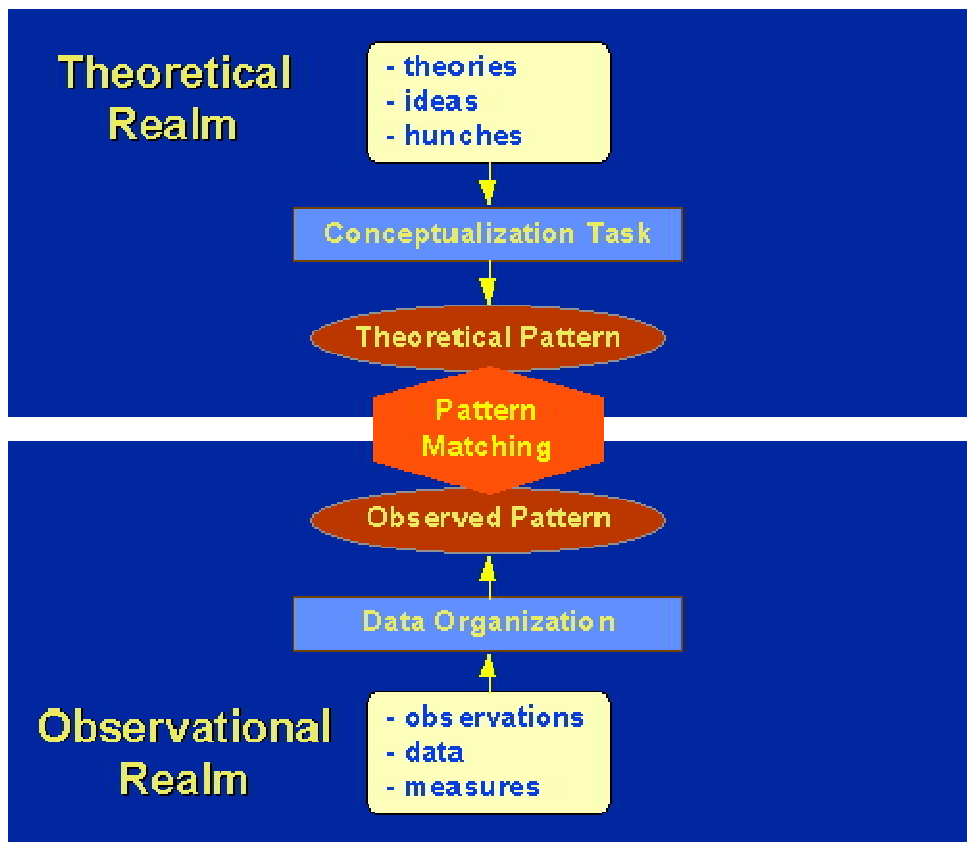 Theoretical
Realm
- theories
- ideas
- hunches
Conceptualization Task
Theoretical Pattern
Pattern
Matching
Observed Pattern
Data Organization
Observational
Realm
- observations
- data
- measures